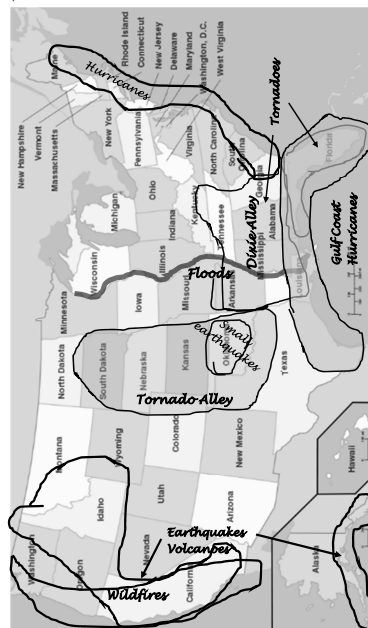 Maine
Rhode Island
Connecticut
New Jersey
Delaware
Maryland
Washington, D.C.
West Virginia
Hurricanes
New Hampshire
Vermont
Massachusetts
New York
Pennsylvania
Virginia
North Carolina
South
Carolina
Georgia
Tornadoes
Florida
Michigan
Ohio
Indiana
Kentucky
Tennessee
Dixie Alley
Alabama
Mississippi
Gulf Coast
Hurricanes
Wisconsin
Illinois
Floods
Louisiana
Minnesota
Iowa
Missouri
Arkansas
North Dakota
South Dakota
Nebraska
Kansas
Oklahoma
Small
earthquakes
Tornado Alley
Texas
Montana
Wyoming
Colorado
New Mexico
Idaho
Utah
Arizona
Hawaii
Washington
Oregon
Nevada
California
Wildfires
Earthquakes
Volcanoes
Alaska